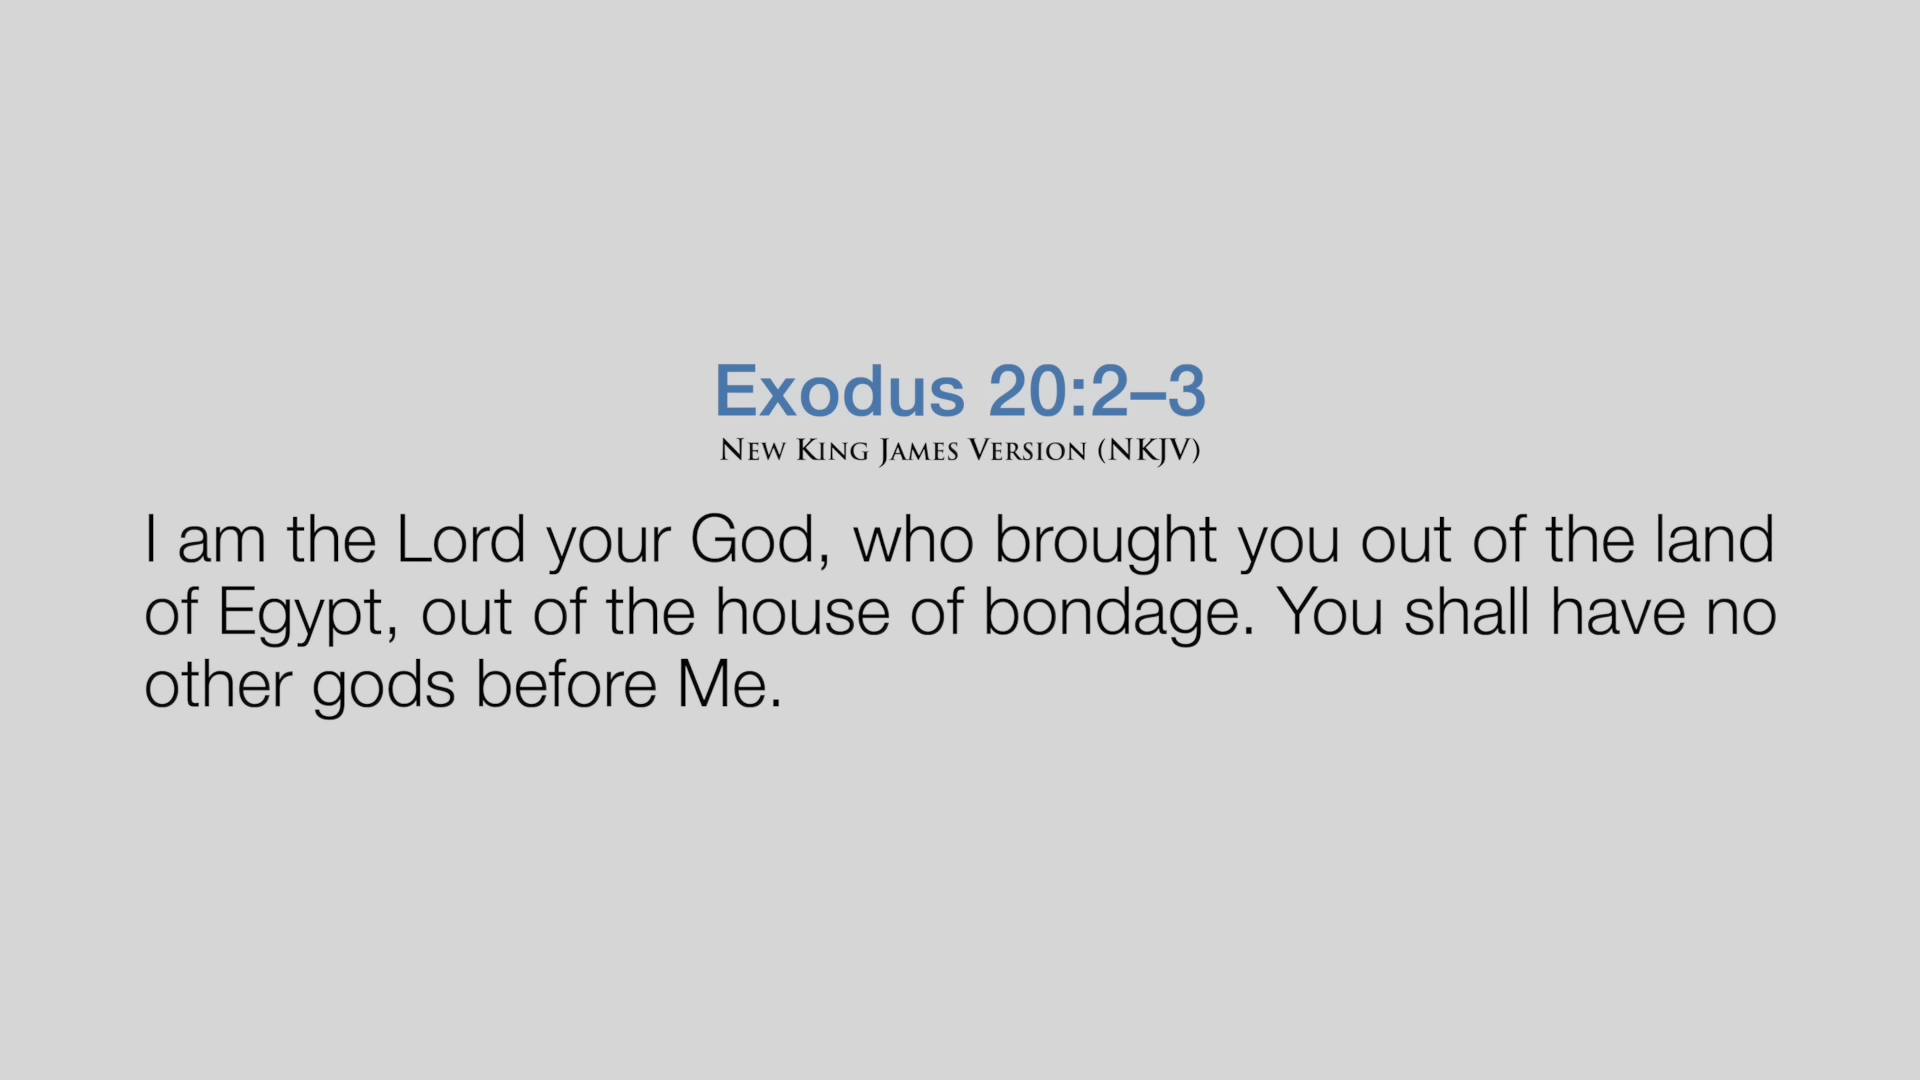 Exodus 20:2–3
New King James Version (NKJV)
I am the Lord your God, who brought you out of the land
of Egypt, out of the house of bondage. You shall have no
other gods before Me.